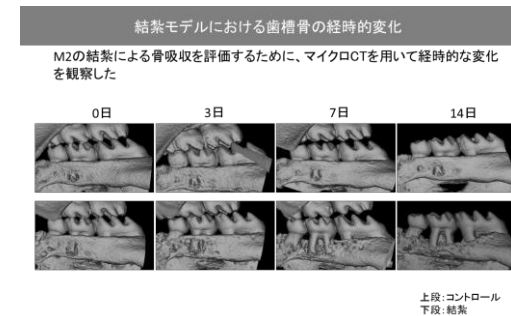 結紮モデルにおける歯槽骨の経時的変化
M2の結紮による骨吸収を評価するために、マイクロCTを用いて経時的な変化
を観察した
0日 3日 7日 14日
上段:コントロール
下段:結紮